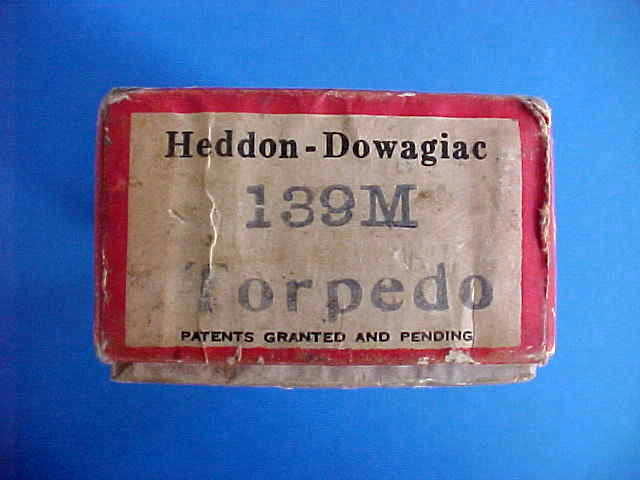 Heddon-Dowagiac
139M
Torpedo
PATENTS GRANTED AND PENDING